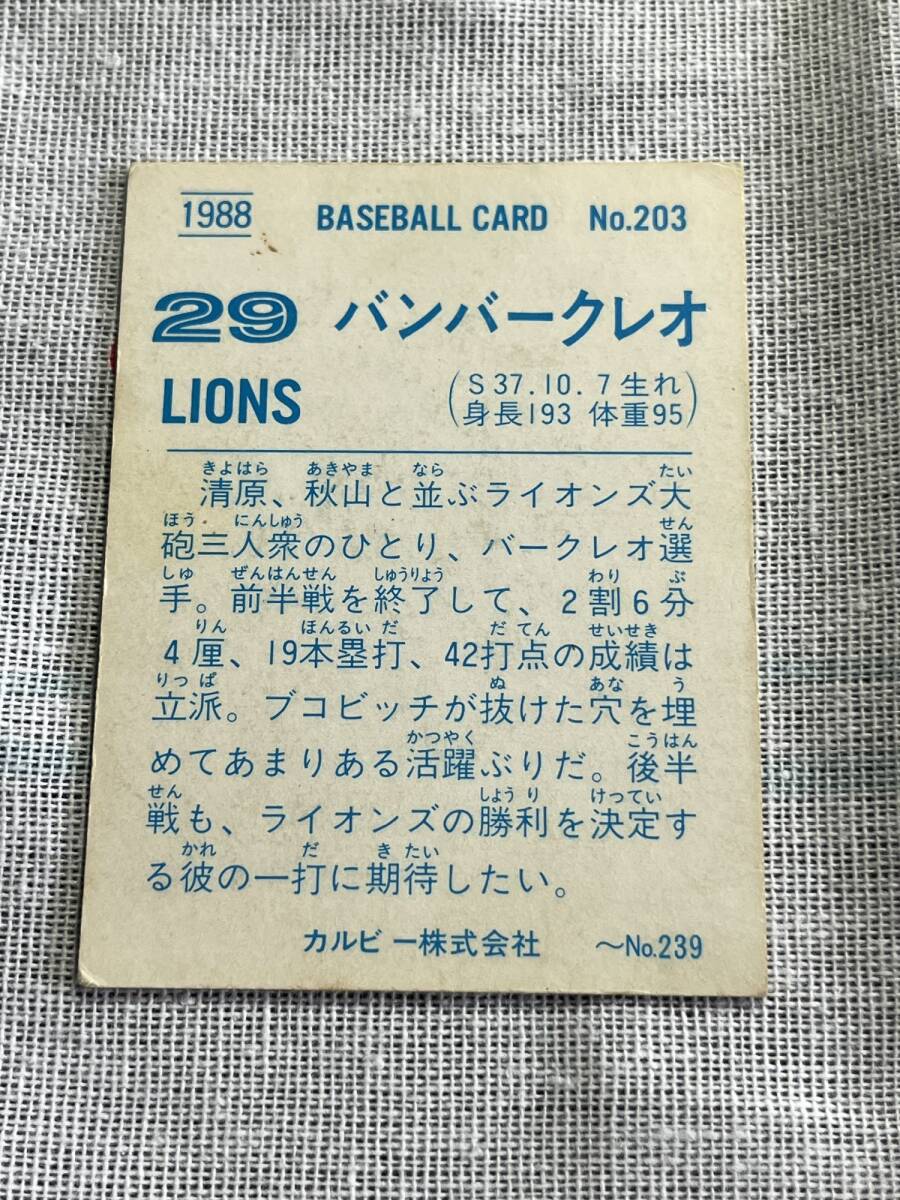 1988 BASEBALL CARD No.203
29 バンバークレオ
LIONS
(S37.10.7生れ
身長193 体重95)
きよはら あきやま なら たい
清原、秋山と並ぶライオンズ大
ほう にんしゅう せん
砲三人衆のひとり、バークレオ選
しゅ ぜんはんせん しゅうりょう わり ぶ
手。前半戦を終了して、2割6分
りん ほんるい だ だ てん せいせき
4厘、19本塁打、42打点の成績は
りっ ぱ ぬ あな う
立派。ブコビッチが抜けた穴を埋
かつやく こうはん
めてあまりある活躍ぶりだ。後半
せん しょう り けってい
戦も、ライオンズの勝利を決定す
かれ だ き たい
る彼の一打に期待したい。
カルビー株式会社 〜No.239